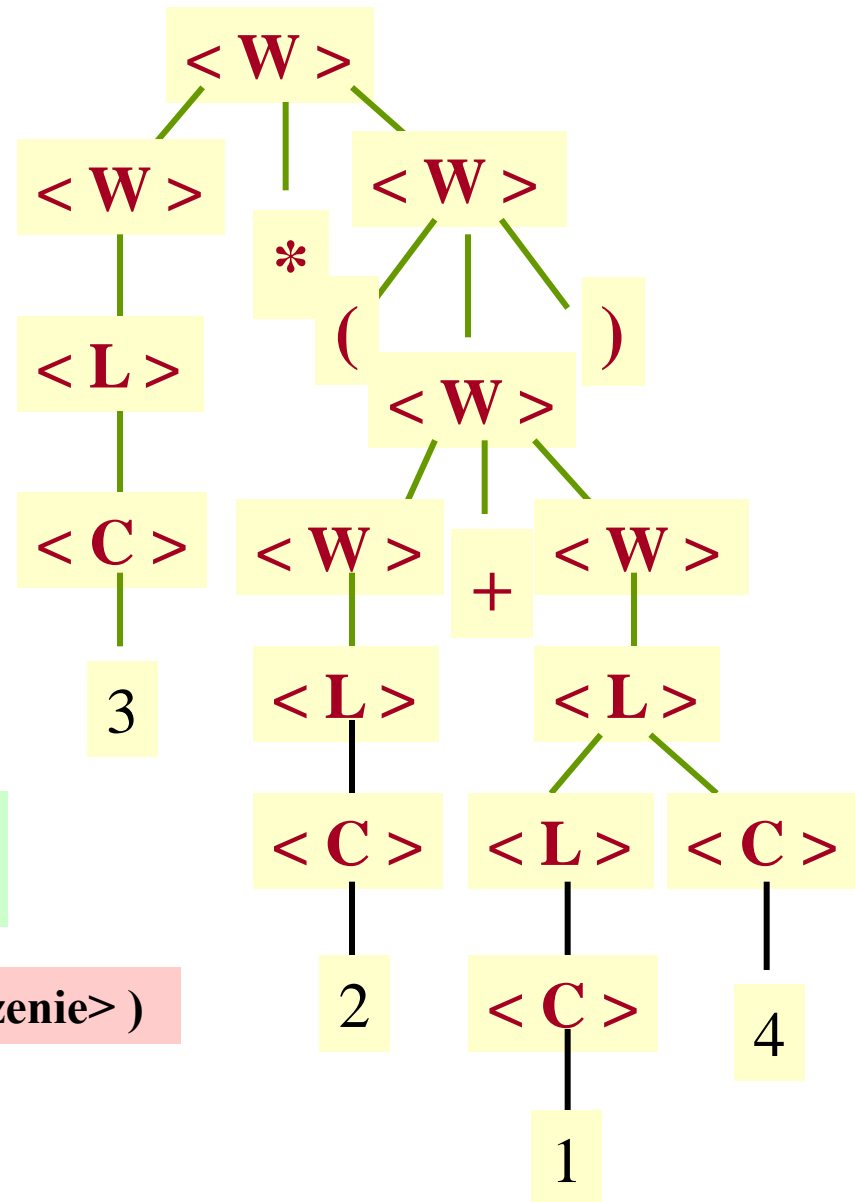 < W >
< W >
*
< W >
(
< W >
)
< L >
< C >
3
< W >
+
< W >
< L >
< L >
< C >
< L >
< C >
2
< C >
4
1
zenie> )